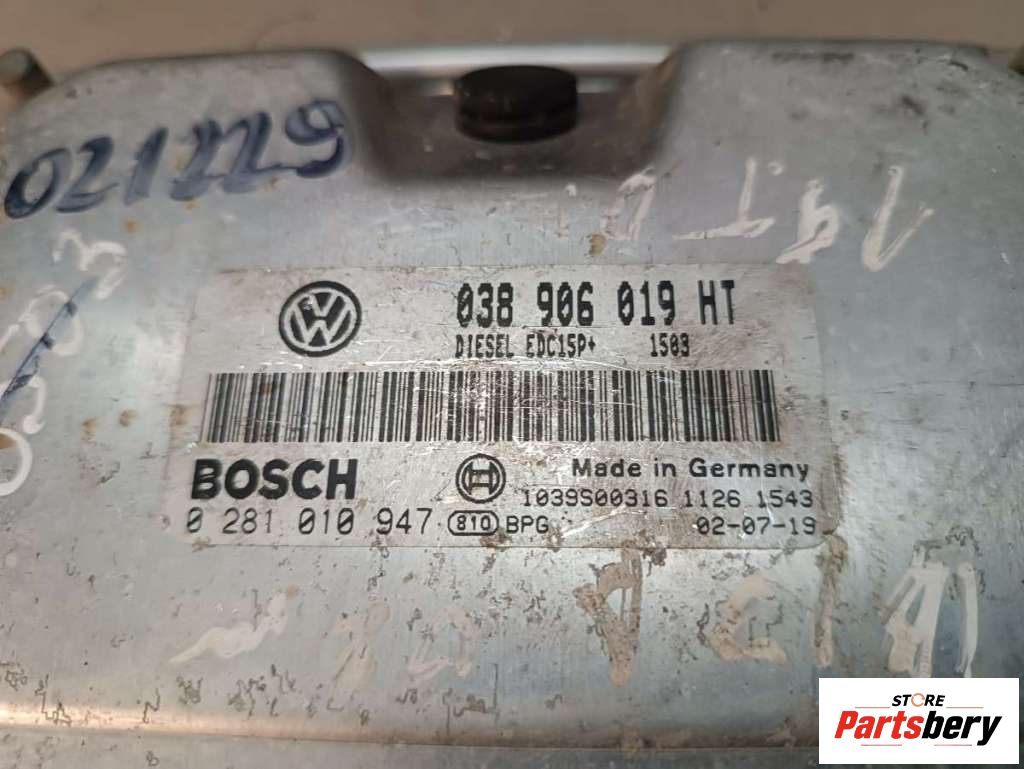 021229
038 906 019 HT
DIESEL EDC15P+ 1503
BOSCH
Made in Germany
1039S00316 1126 1543
0 281 010 947 810 BPG 02-07-19
STORE
Partsbery